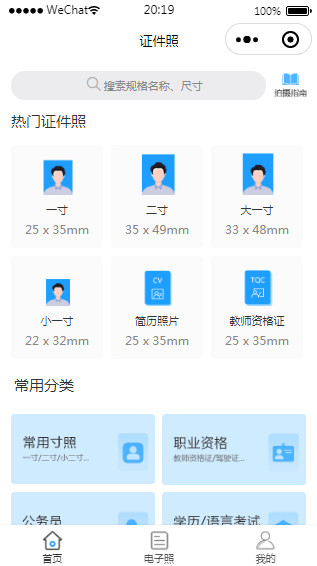 WeChat 20:19 100%
证件照
搜索规格名称、尺寸
拍摄指南
热门证件照
一寸 二寸 大一寸
25 x 35mm 35 x 49mm 33 x 48mm
CV TQC
小一寸 简历照片 教师资格证
22 x 32mm 25 x 35mm 25 x 35mm
常用分类
常用寸照 职业资格
一寸/二寸/小二寸... 教师资格证/驾驶证...
公务员 学历/语言考试
首页 电子照 我的